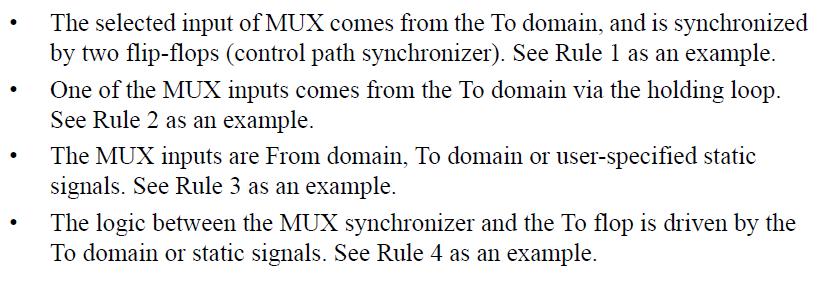 • The selected input of MUX comes from the To domain, and is synchronized
by two flip-flops (control path synchronizer). See Rule 1 as an example.
• One of the MUX inputs comes from the To domain via the holding loop.
See Rule 2 as an example.
• The MUX inputs are From domain, To domain or user-specified static
signals. See Rule 3 as an example.
• The logic between the MUX synchronizer and the To flop is driven by the
To domain or static signals. See Rule 4 as an example.